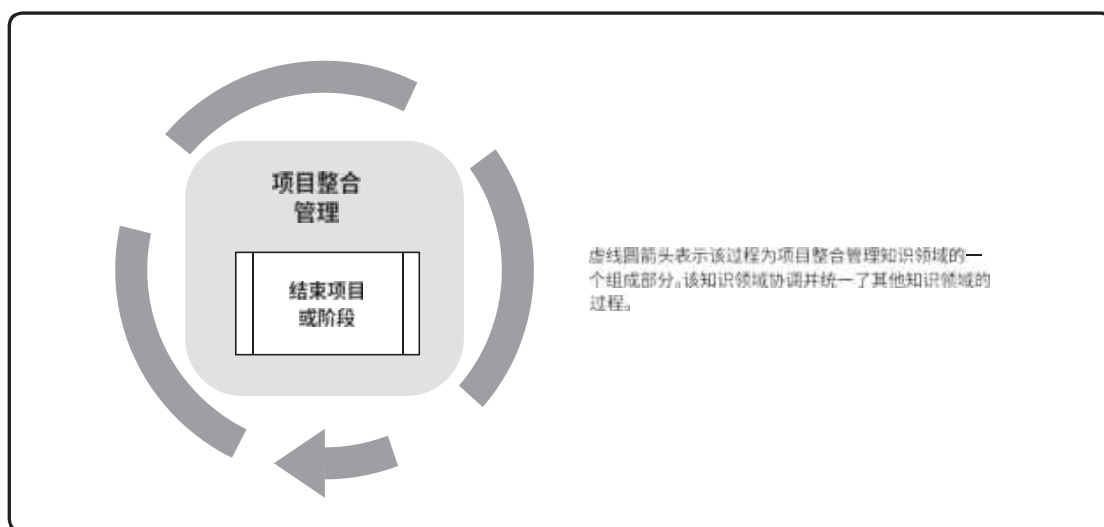 项目整合
管理
结束项目
或阶段
虚线圆箭头表示该过程为项目整合管理知识领域的一
个组成部分。该知识领域协调并统一了其他知识领域的
过程。